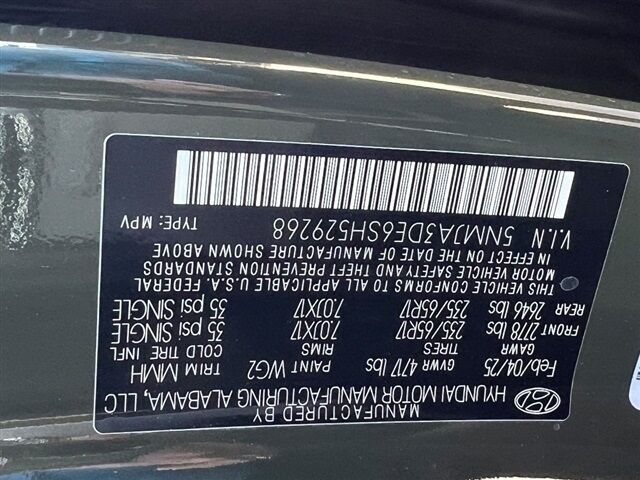 MANUFACTURED BY
HYUNDAI MOTOR MANUFACTURING ALABAMA, LLC
Feb/04/25 GVWR 4717 lbs PAINT WG2 TRIM MMH
GAWR TIRES RIMS COLD TIRE INFL
FRONT 2778 lbs 235/65R17 7.0JX17 35 psi SINGLE
REAR 2646 lbs 235/65R17 7.0JX17 35 psi SINGLE
THIS VEHICLE CONFORMS TO ALL APPLICABLE U.S.A. FEDERAL
MOTOR VEHICLE SAFETY AND THEFT PREVENTION STANDARDS
IN EFFECT ON THE DATE OF MANUFACTURE SHOWN ABOVE
V.I.N 5NMJA3DE6SH529268 TYPE: MPV